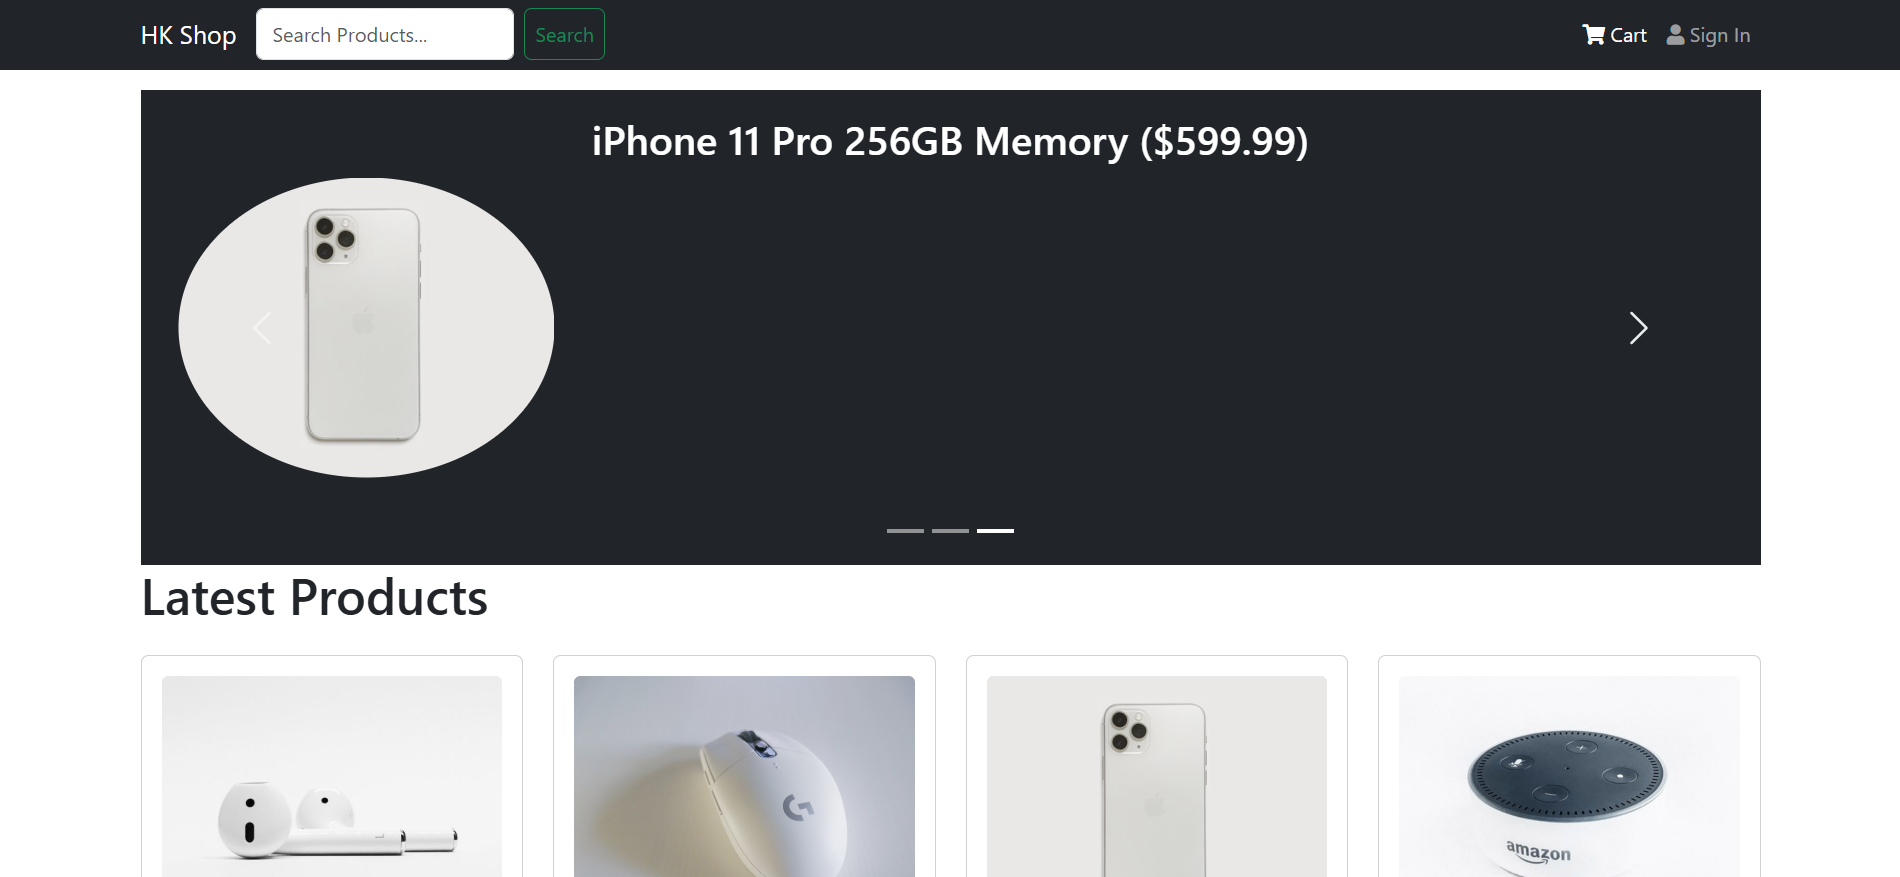 HK Shop
Search Products...
Search
Cart
Sign In
iPhone 11 Pro 256GB Memory ($599.99)
Latest Products
amazon